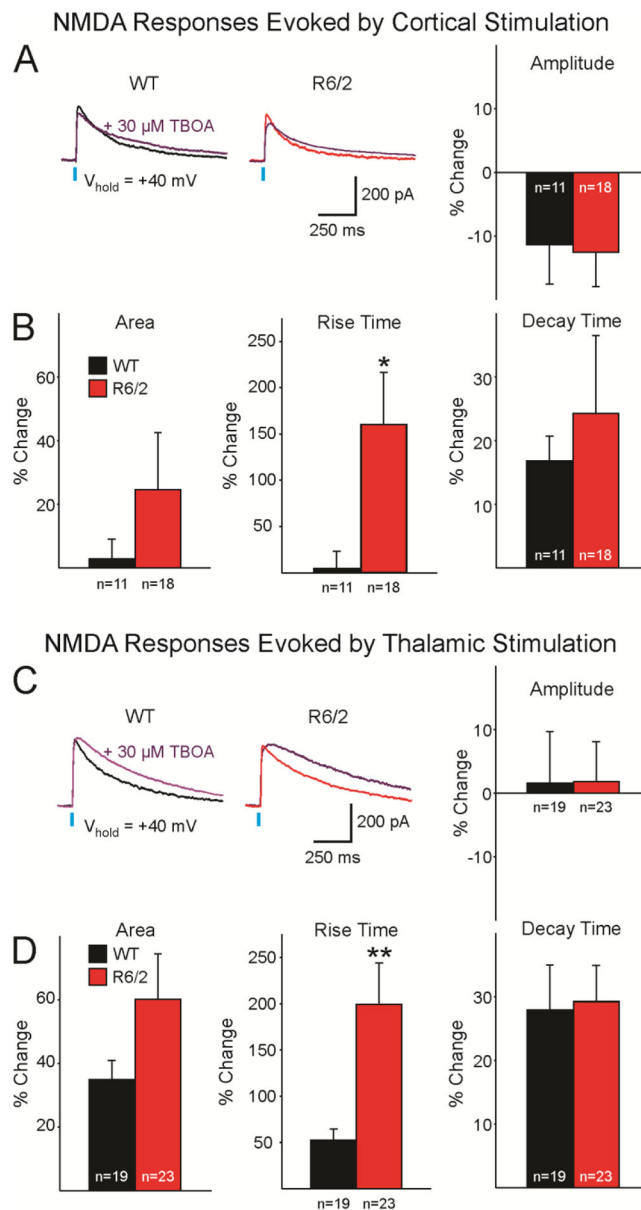 NMDA Responses Evoked by Cortical Stimulation
A
WT
R6/2
Amplitude
+ 30 µM TBOA
V_hold = +40 mV
200 pA
250 ms
% Change
10
0
-10
n=11
n=18
B
Area
WT
R6/2
% Change
60
40
20
n=11
n=18
Rise Time
*
% Change
250
200
150
100
50
n=11
n=18
Decay Time
% Change
30
20
10
n=11
n=18
NMDA Responses Evoked by Thalamic Stimulation
C
WT
R6/2
Amplitude
+ 30 µM TBOA
V_hold = +40 mV
200 pA
250 ms
% Change
10
0
-10
n=19
n=23
D
Area
WT
R6/2
% Change
60
40
20
n=19
n=23
Rise Time
**
% Change
250
200
150
100
50
n=19
n=23
Decay Time
% Change
30
20
10
n=19
n=23